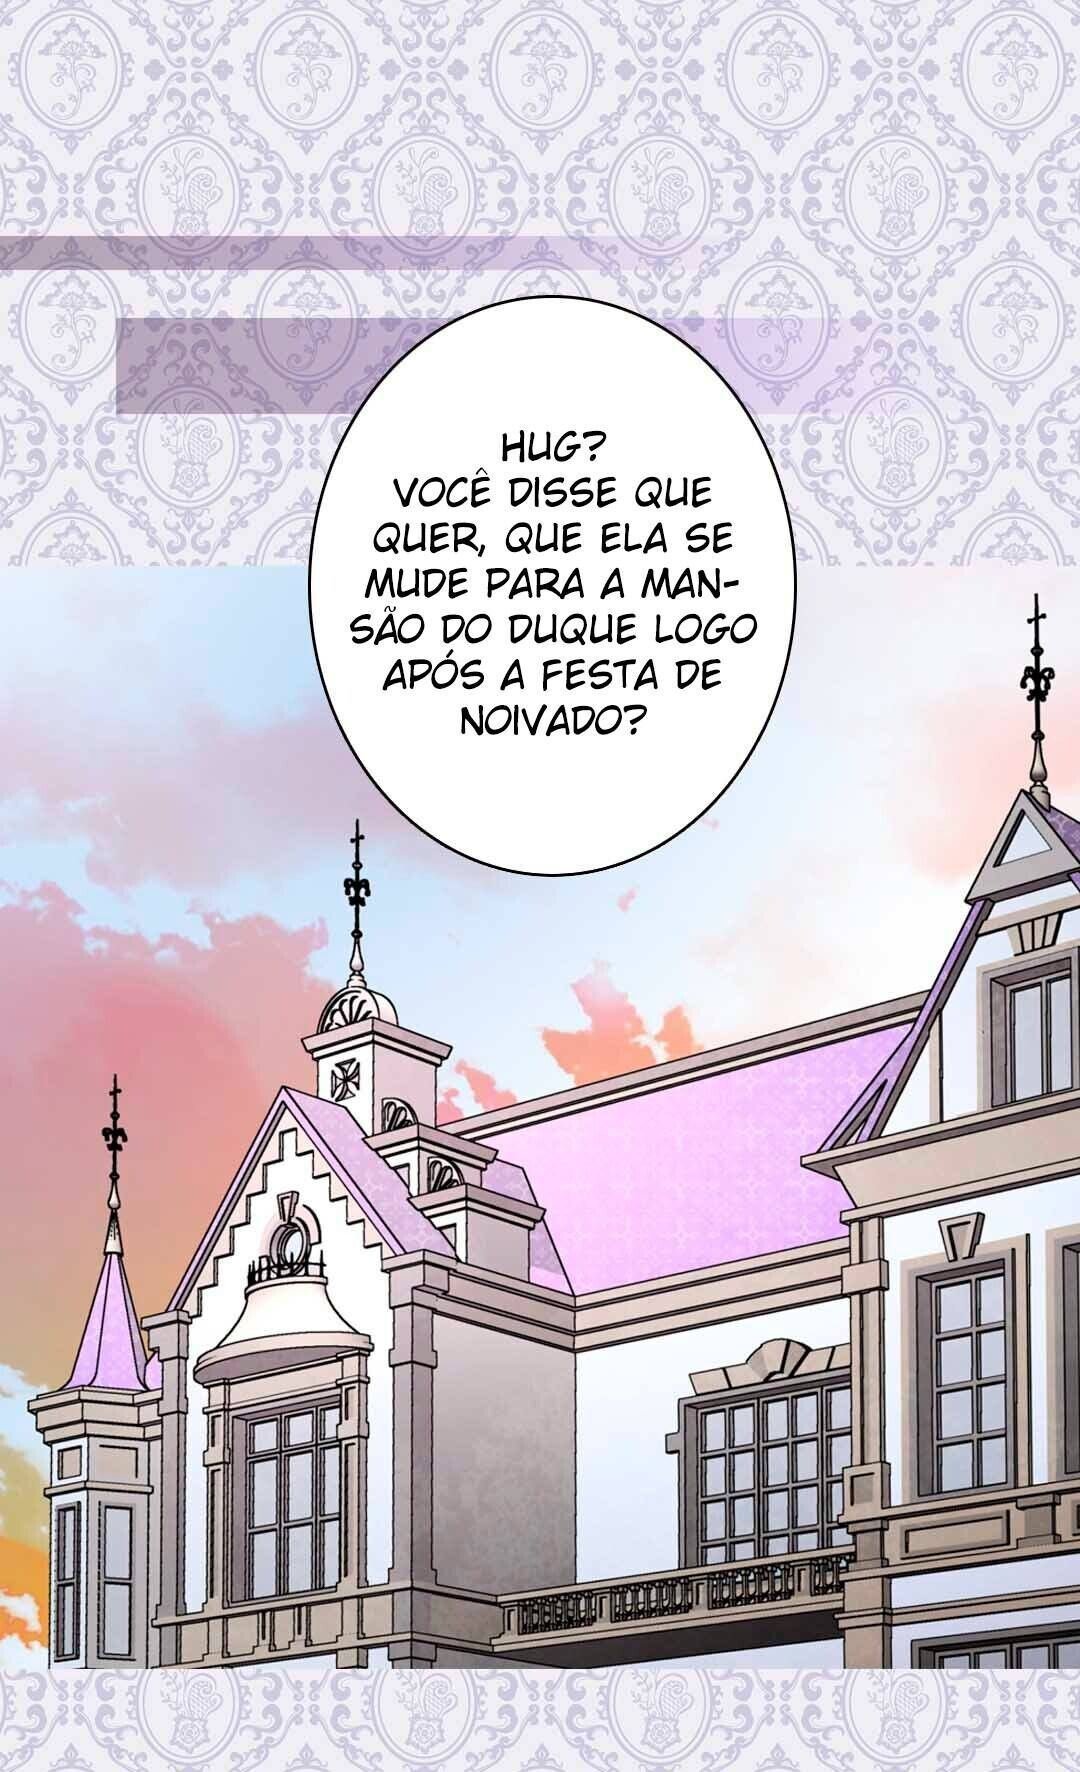 HUG?
VOCÊ DISSE QUE
QUER, QUE ELA SE
MUDE PARA A MAN-
SÃO DO DUQUE LOGO
APÓS A FESTA DE
NOIVADO?